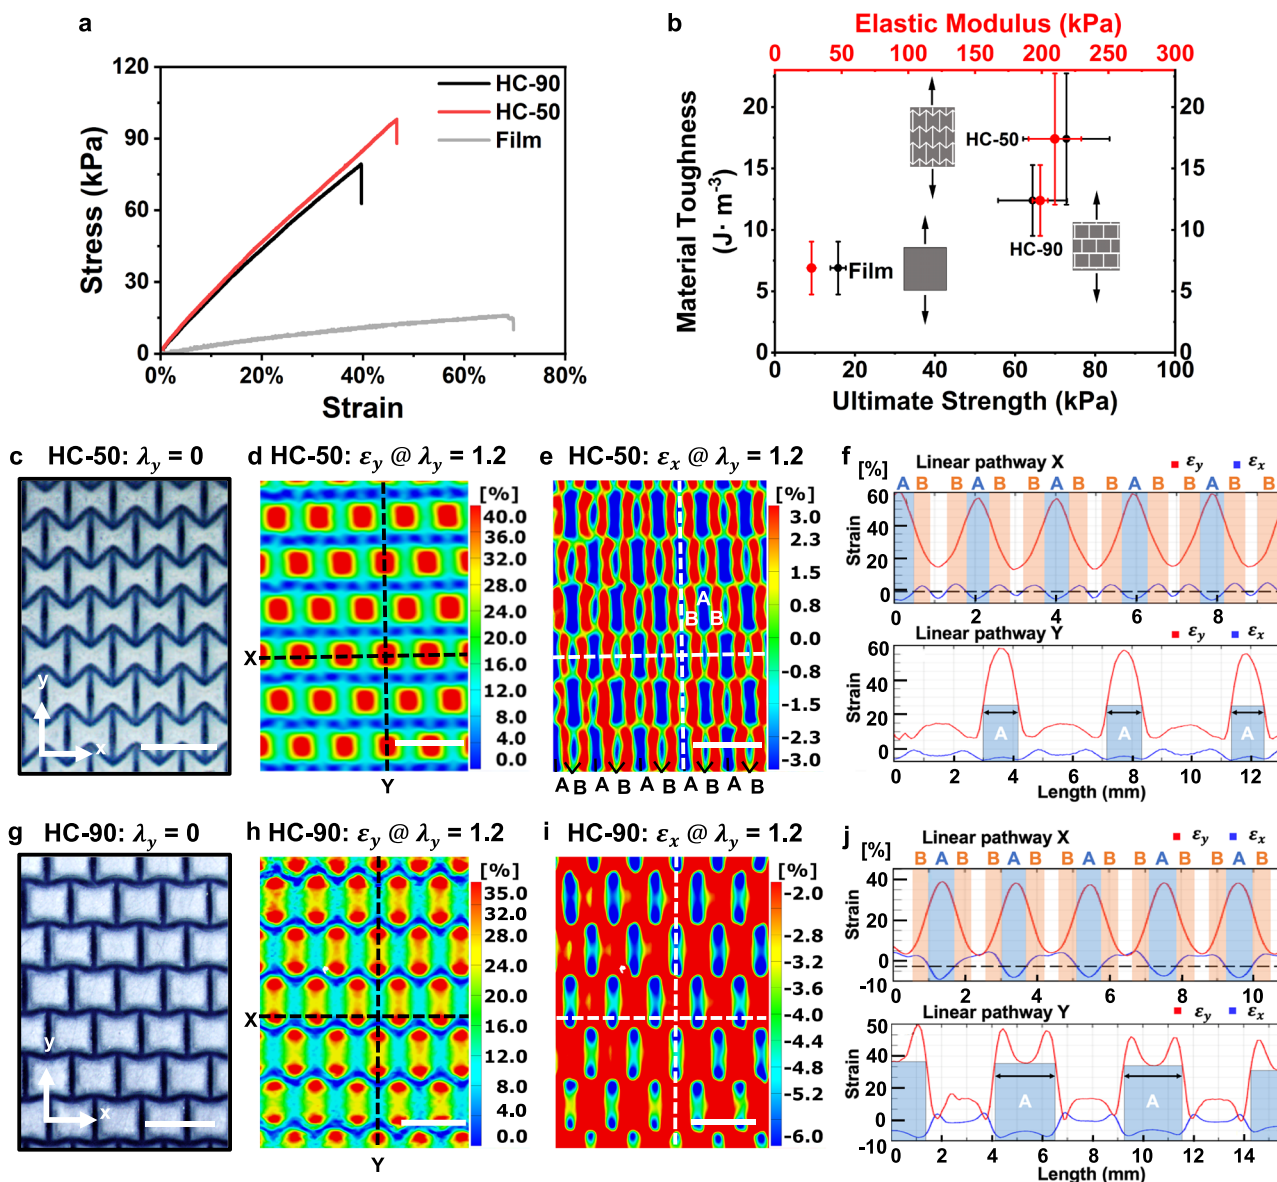 a
Stress (kPa)
120
90
60
30
0
HC-90
HC-50
Film
0%
20%
40%
60%
80%
Strain
b
Elastic Modulus (kPa)
0
50
100
150
200
250
300
Material Toughness
(J· m⁻³)
20
15
10
5
0
20
15
10
5
0
HC-50
HC-90
Film
0
20
40
60
80
100
Ultimate Strength (kPa)
c HC-50: λy = 0
y
x
d HC-50: εy @ λy = 1.2
X
Y
[%]
40.0
36.0
32.0
28.0
24.0
20.0
16.0
12.0
8.0
4.0
0.0
e HC-50: εx @ λy = 1.2
A
B B
A B A B A B A B A B
[%]
3.0
2.3
1.5
0.8
0.0
-0.8
-1.5
-2.3
-3.0
f
[%]
Linear pathway X
εy
εx
A B B A B B A B B A B B A B B
Strain
60
40
20
0
0 2 4 6 8
Linear pathway Y
εy
εx
Strain
60
40
20
0
A A A
0 2 4 6 8 10 12
Length (mm)
g HC-90: λy = 0
y
x
h HC-90: εy @ λy = 1.2
X
Y
[%]
35.0
32.0
28.0
24.0
20.0
16.0
12.0
8.0
4.0
0.0
i HC-90: εx @ λy = 1.2
[%]
-2.0
-2.8
-3.6
-4.0
-4.4
-5.2
-6.0
j
[%]
Linear pathway X
εy
εx
B A B B A B B A B B A B B A B
Strain
40
20
0
-10
0 2 4 6 8 10
Linear pathway Y
εy
εx
Strain
50
40
20
0
-10
A A
0 2 4 6 8 10 12 14
Length (mm)